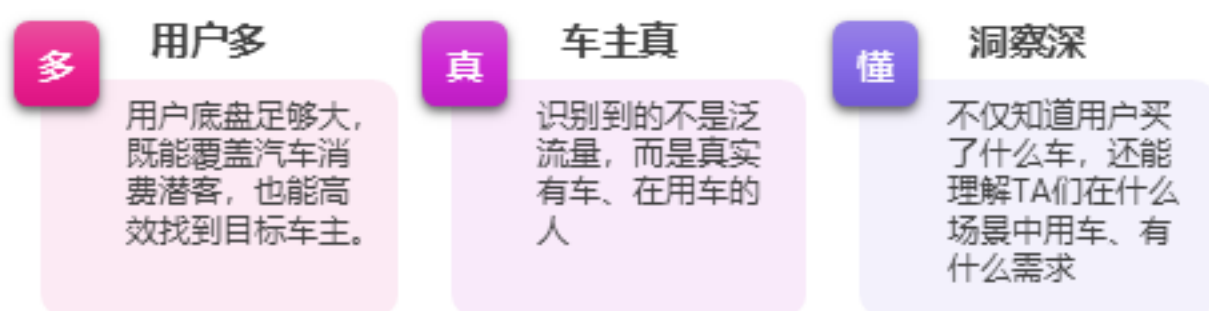 多
用户多
用户底盘足够大，
既能覆盖汽车消
费潜客，也能高
效找到目标车主。
真
车主真
识别到的不是泛
流量，而是真实
有车、在用车的
人
懂
洞察深
不仅知道用户买
了什么车，还能
理解TA们在什么
场景中用车、有
什么需求